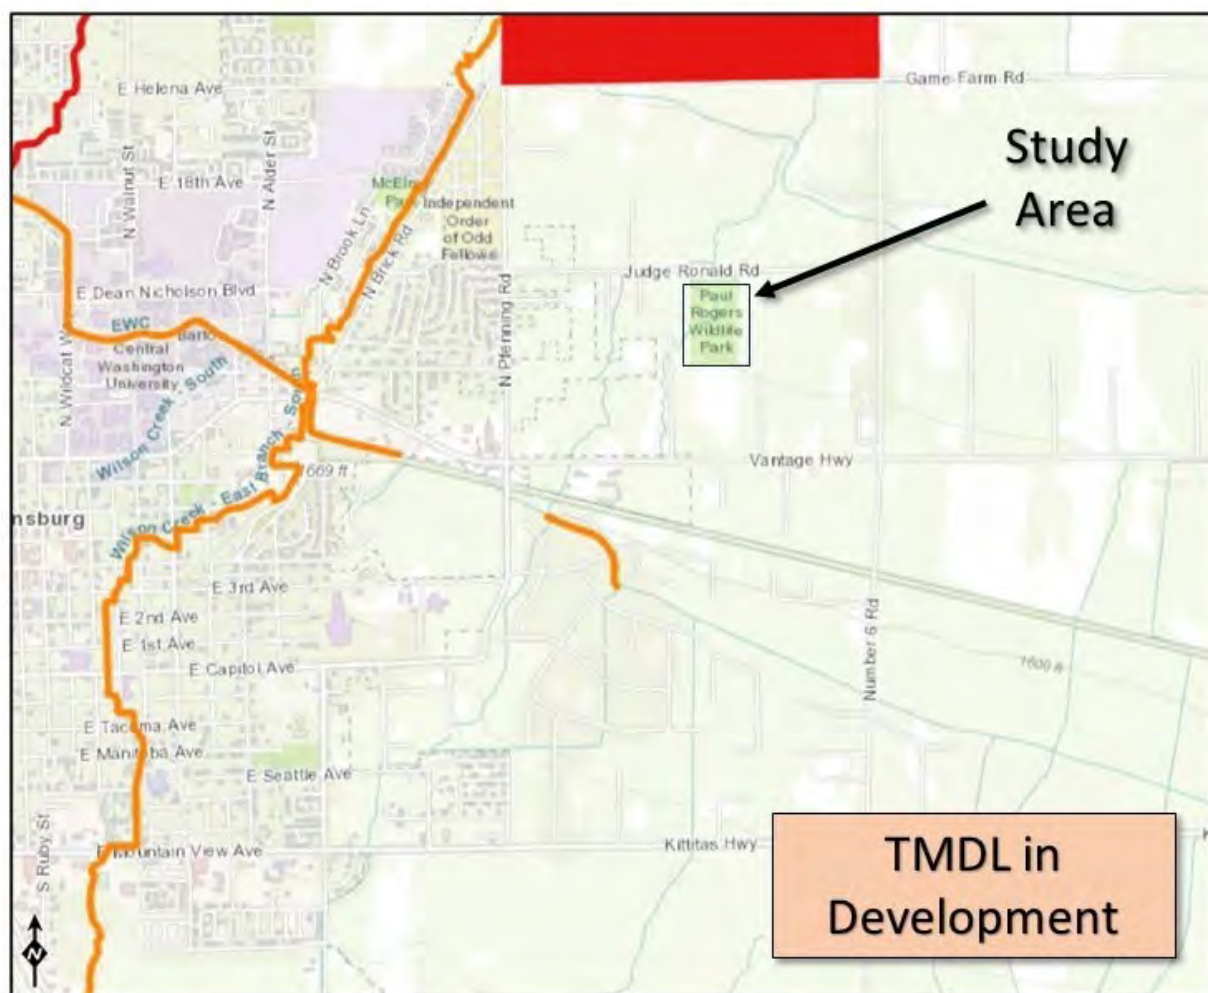 Game Farm Rd
E Helena Ave
Study
Area
E 18th Ave
N Walnut St
N Alder St
Independent
Order
of Odd
Fellows
N Brook Ln
N Brick Rd
Judge Ronald Rd
E Dean Nicholson Blvd
Paul
Rogers
Wildlife
Park
EWC
Central
Washington
University
N Pfenning Rd
Wilson Creek - South
Wilson Creek - East Branch - South
Vantage Hwy
1669 ft
nsburg
E 3rd Ave
E 2nd Ave
E 1st Ave
E Capitol Ave
Number 6 Rd
1600 ft
E Tacoma Ave
E Manitoba Ave
E Seattle Ave
S Ruby St
E Mountain View Ave
Kittitas Hwy
TMDL in
Development
N